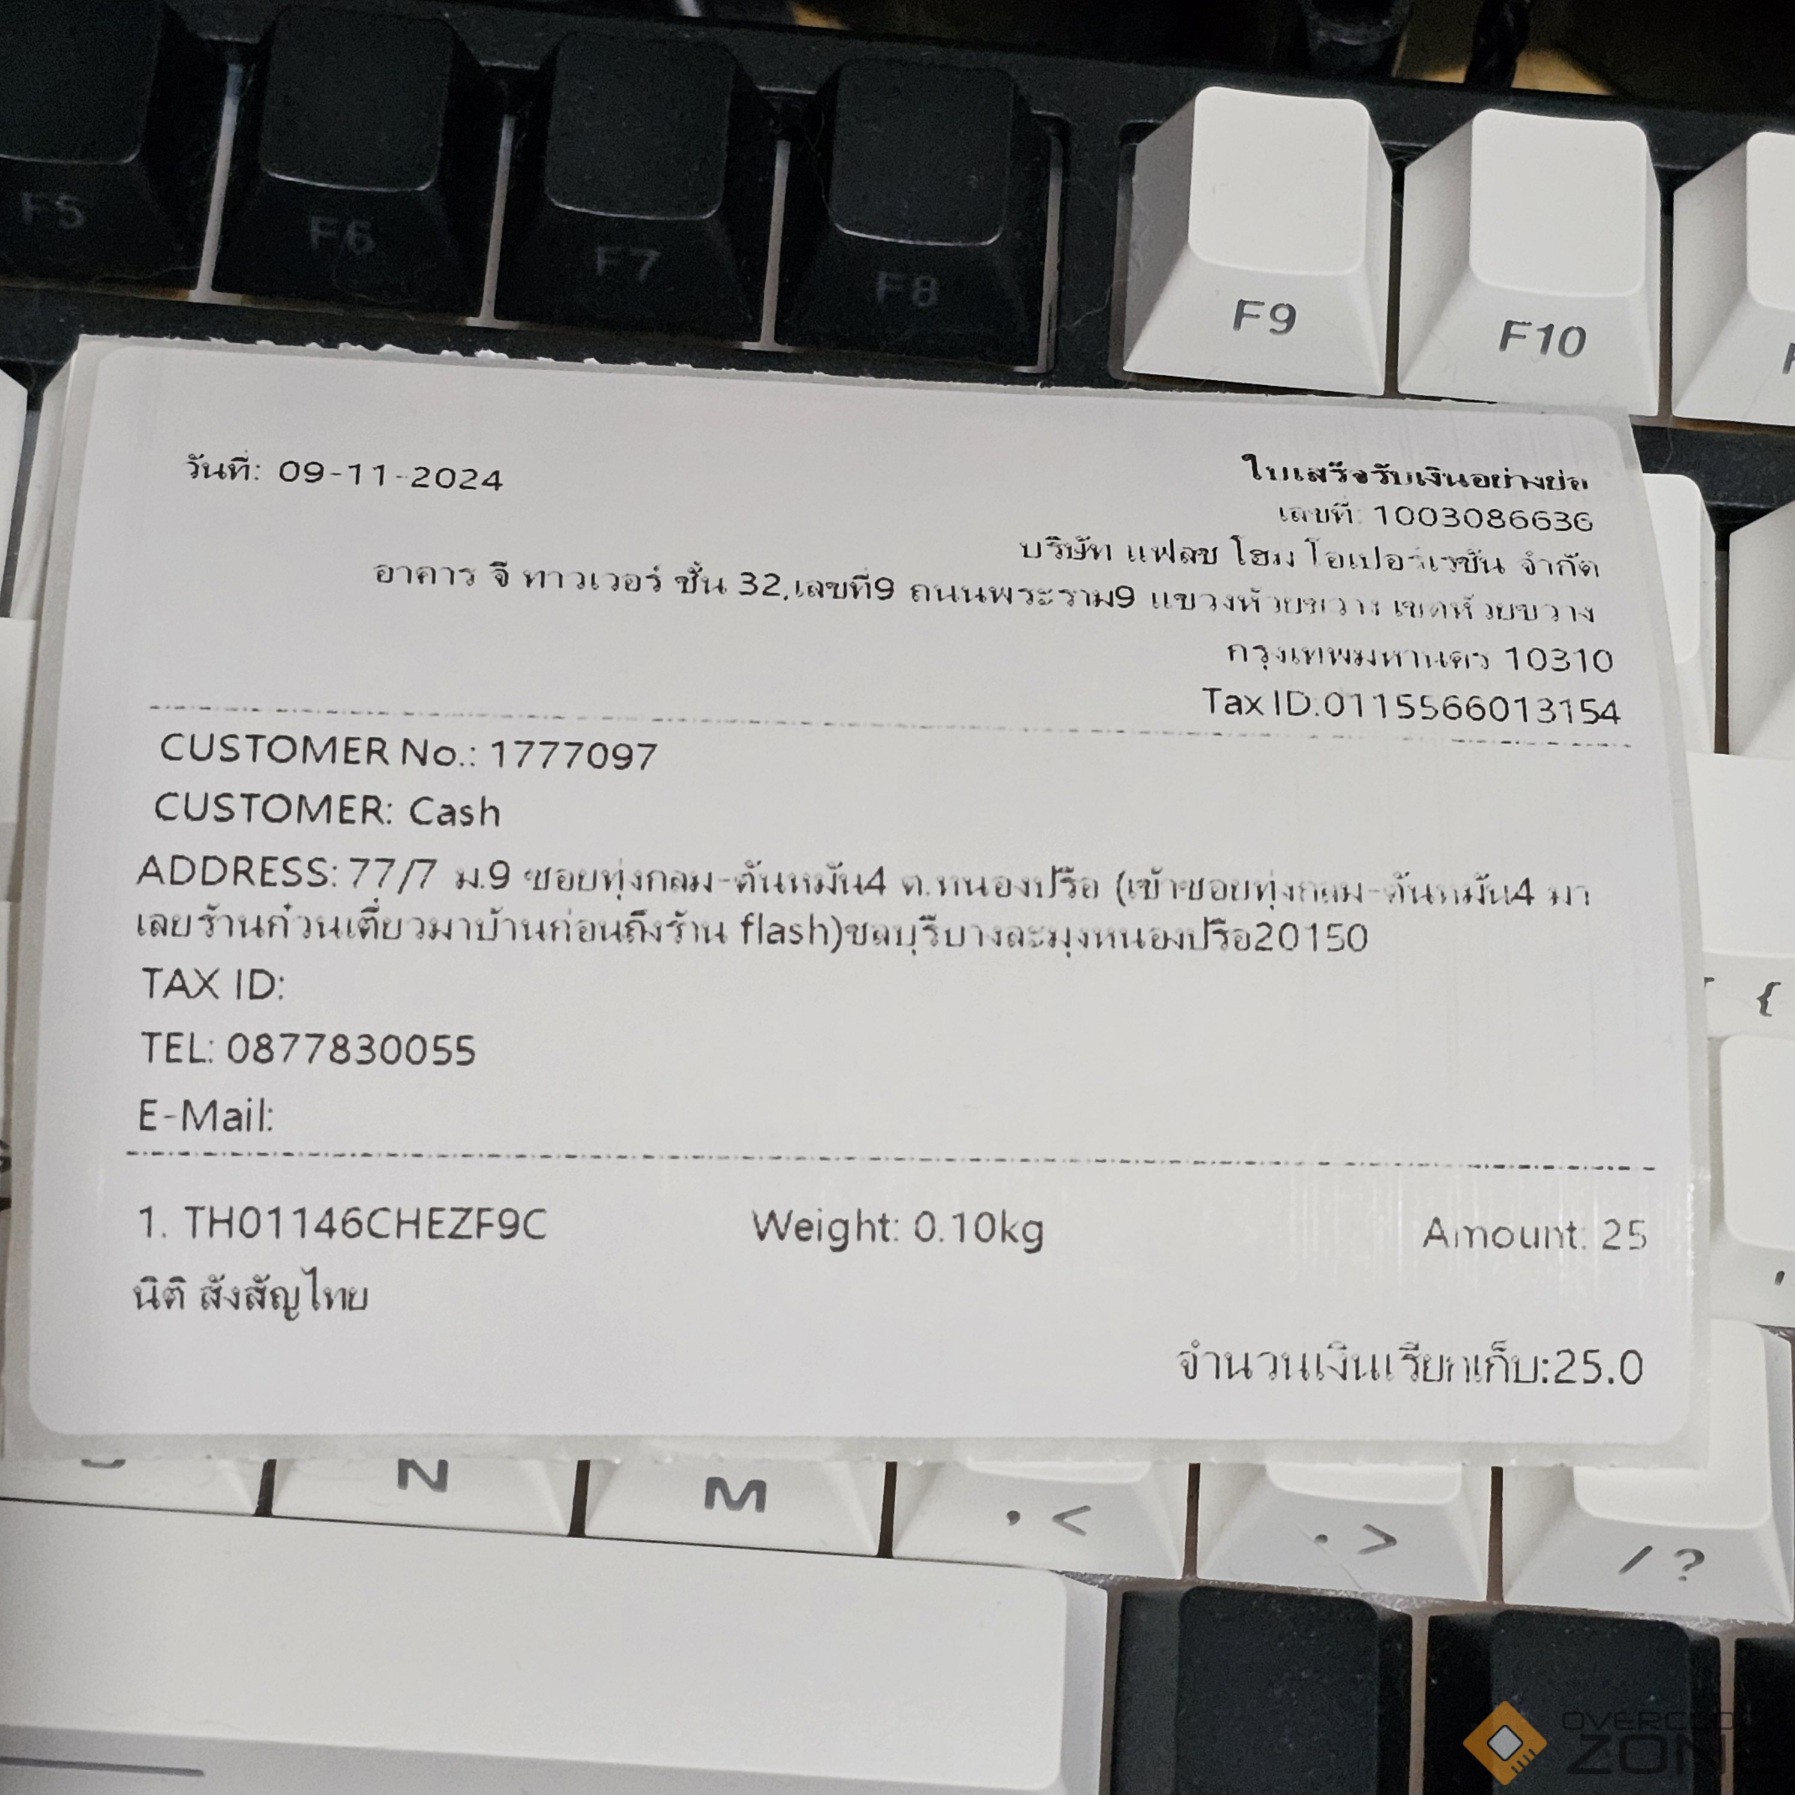 F5
F6
F7
F8
F9
F10
วันที่: 09-11-2024
ใบเสร็จรับเงินอย่างย่อ
เลขที่: 1003086636
บริษัท แฟลช โฮม โอเปอร์เรชั่น จำกัด
อาคาร จี ทาวเวอร์ ชั้น 32,เลขที่9 ถนนพระราม9 แขวงห้วยขวาง เขตห้วยขวาง
กรุงเทพมหานคร 10310
Tax ID:0115566013154
CUSTOMER No.: 1777097
CUSTOMER: Cash
ADDRESS: 77/7 ม.9 ซอยทุ่งกลม-ตันหมัน4 ต.หนองปรือ (เข้าซอยทุ่งกลม-ตันหมัน4 มา
เลยร้านก๋วนเตี่ยวมาบ้านก่อนถึงร้าน flash)ชลบุรีบางละมุงหนองปรือ20150
TAX ID:
TEL: 0877830055
E-Mail:
1. TH01146CHEZF9C Weight: 0.10kg Amount: 25
นิติ สังสัญไทย
จำนวนเงินเรียกเก็บ:25.0
{
N
M
, <
. >
/ ?
ZON